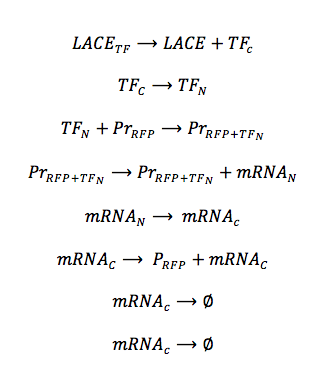 LACE_TF → LACE + TF_c
TF_C → TF_N
TF_N + Pr_RFP → Pr_RFP+TF_N
Pr_RFP+TF_N → Pr_RFP+TF_N + mRNA_N
mRNA_N → mRNA_c
mRNA_C → P_RFP + mRNA_C
mRNA_c → ∅
mRNA_c → ∅